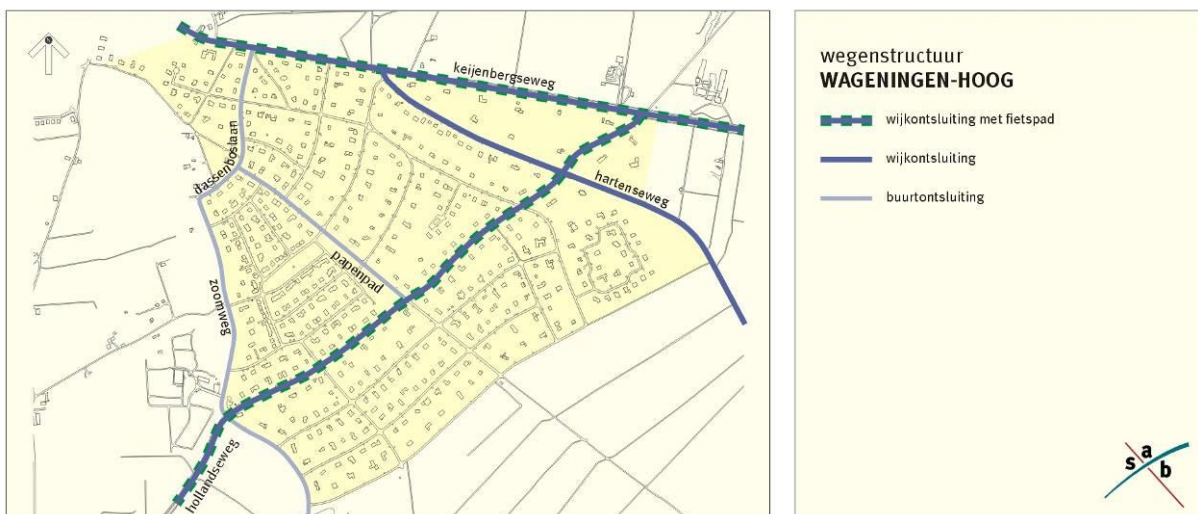 keijenbergseweg
dassenboslaan
hartenseweg
papenpad
zoomweg
hollandseweg
wegenstructuur
WAGENINGEN-HOOG
wijkontsluiting met fietspad
wijkontsluiting
buurtontsluiting
s a b